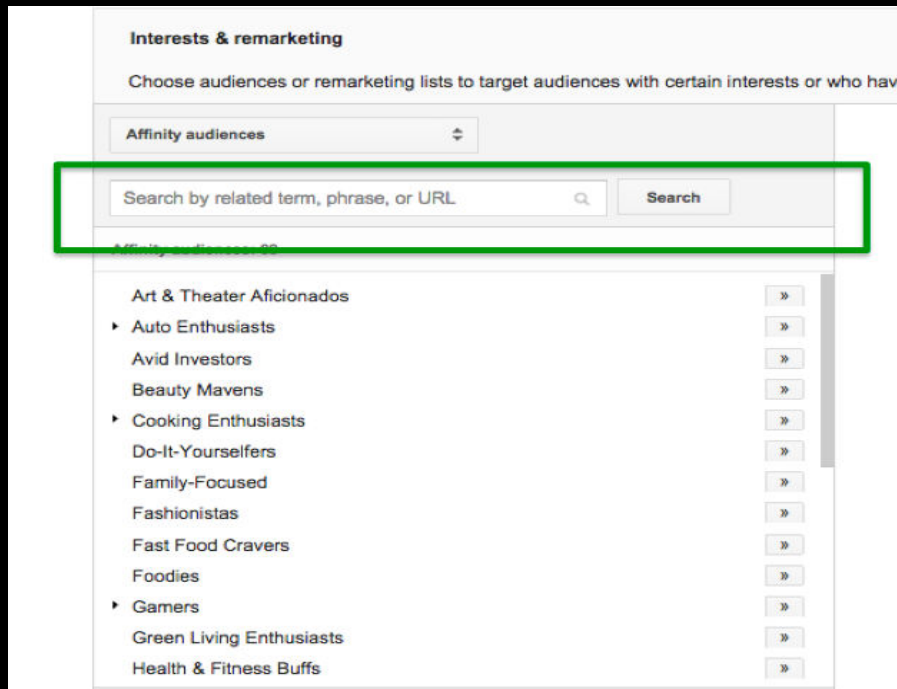 Interests & remarketing
Choose audiences or remarketing lists to target audiences with certain interests or who hav
Affinity audiences
Search by related term, phrase, or URL
Search
Affinity audiences:
Art & Theater Aficionados »
Auto Enthusiasts »
Avid Investors »
Beauty Mavens »
Cooking Enthusiasts »
Do-It-Yourselfers »
Family-Focused »
Fashionistas »
Fast Food Cravers »
Foodies »
Gamers »
Green Living Enthusiasts »
Health & Fitness Buffs »